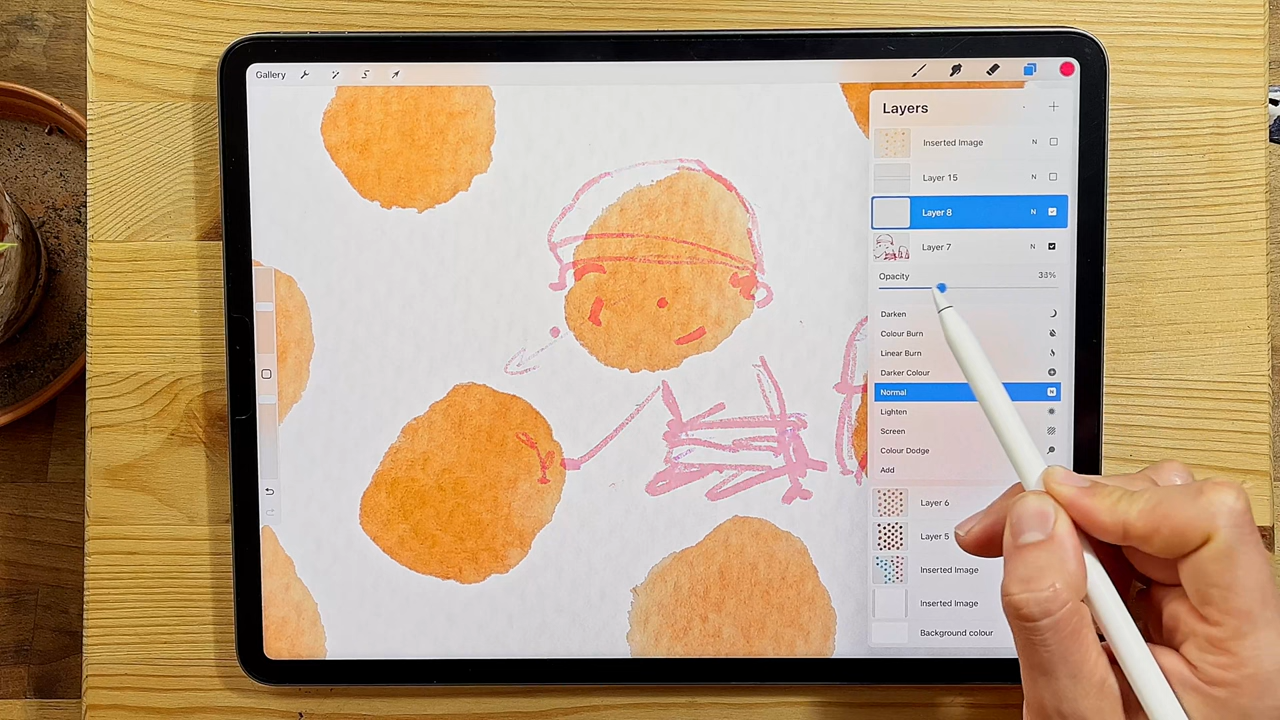 Gallery
Layers
Inserted Image N
Layer 15 N
Layer 8 N
Layer 7 N
Opacity 38%
Darken
Colour Burn
Linear Burn
Darker Colour
Normal N
Lighten
Screen
Colour Dodge
Add
Layer 6
Layer 5
Inserted Image
Inserted Image
Background colour